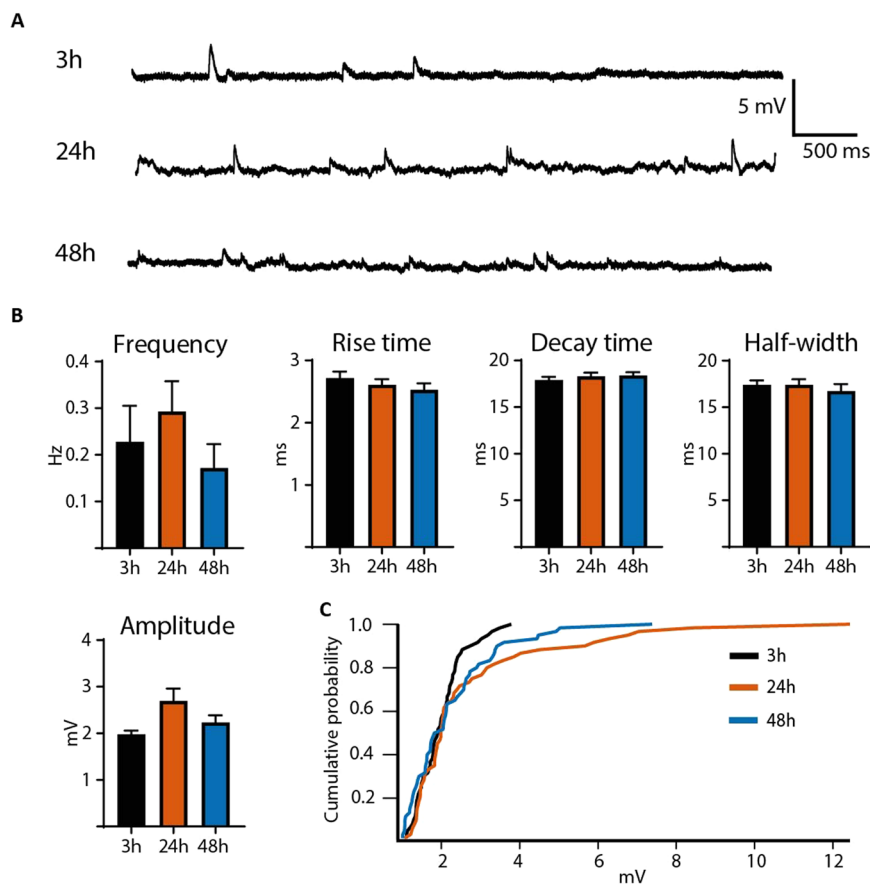 A
3h
5 mV
500 ms
24h
48h
B
Frequency
0.4
0.3
0.2
0.1
Hz
3h 24h 48h
Rise time
3
2
1
ms
3h 24h 48h
Decay time
20
15
10
5
ms
3h 24h 48h
Half-width
20
15
10
5
ms
3h 24h 48h
Amplitude
4
3
2
1
mV
3h 24h 48h
C
1.0
0.8
0.6
0.4
0.2
Cumulative probability
3h
24h
48h
2 4 6 8 10 12
mV